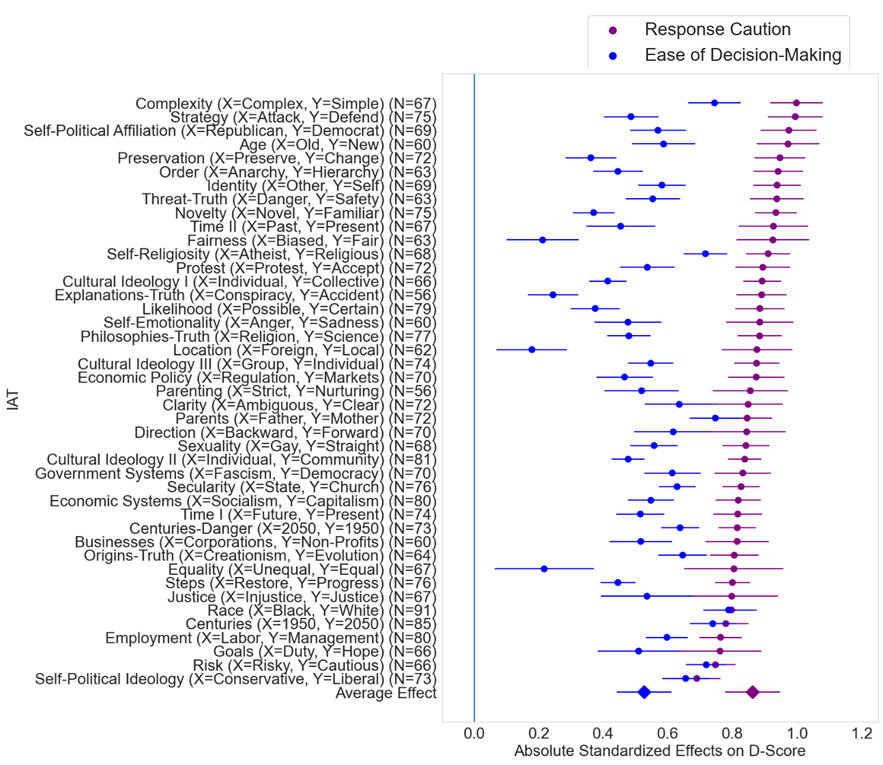 Response Caution
Ease of Decision-Making
Complexity (X=Complex, Y=Simple) (N=67)
Strategy (X=Attack, Y=Defend) (N=75)
Self-Political Affiliation (X=Republican, Y=Democrat) (N=69)
Age (X=Old, Y=New) (N=60)
Preservation (X=Preserve, Y=Change) (N=72)
Order (X=Anarchy, Y=Hierarchy) (N=63)
Identity (X=Other, Y=Self) (N=69)
Threat-Truth (X=Danger, Y=Safety) (N=63)
Novelty (X=Novel, Y=Familiar) (N=75)
Time II (X=Past, Y=Present) (N=67)
Fairness (X=Biased, Y=Fair) (N=63)
Self-Religiosity (X=Atheist, Y=Religious) (N=68)
Protest (X=Protest, Y=Accept) (N=72)
Cultural Ideology I (X=Individual, Y=Collective) (N=66)
Explanations-Truth (X=Conspiracy, Y=Accident) (N=56)
Likelihood (X=Possible, Y=Certain) (N=79)
Self-Emotionality (X=Anger, Y=Sadness) (N=60)
Philosophies-Truth (X=Religion, Y=Science) (N=77)
Location (X=Foreign, Y=Local) (N=62)
Cultural Ideology III (X=Group, Y=Individual) (N=74)
Economic Policy (X=Regulation, Y=Markets) (N=70)
Parenting (X=Strict, Y=Nurturing) (N=56)
Clarity (X=Ambiguous, Y=Clear) (N=72)
Parents (X=Father, Y=Mother) (N=72)
Direction (X=Backward, Y=Forward) (N=70)
Sexuality (X=Gay, Y=Straight) (N=68)
Cultural Ideology II (X=Individual, Y=Community) (N=81)
Government Systems (X=Fascism, Y=Democracy) (N=70)
Secularity (X=State, Y=Church) (N=76)
Economic Systems (X=Socialism, Y=Capitalism) (N=80)
Time I (X=Future, Y=Present) (N=74)
Centuries-Danger (X=2050, Y=1950) (N=73)
Businesses (X=Corporations, Y=Non-Profits) (N=60)
Origins-Truth (X=Creationism, Y=Evolution) (N=64)
Equality (X=Unequal, Y=Equal) (N=67)
Steps (X=Restore, Y=Progress) (N=76)
Justice (X=Injustice, Y=Justice) (N=67)
Race (X=Black, Y=White) (N=91)
Centuries (X=1950, Y=2050) (N=85)
Employment (X=Labor, Y=Management) (N=80)
Goals (X=Duty, Y=Hope) (N=66)
Risk (X=Risky, Y=Cautious) (N=66)
Self-Political Ideology (X=Conservative, Y=Liberal) (N=73)
Average Effect
IAT
0.0 0.2 0.4 0.6 0.8 1.0 1.2
Absolute Standardized Effects on D-Score